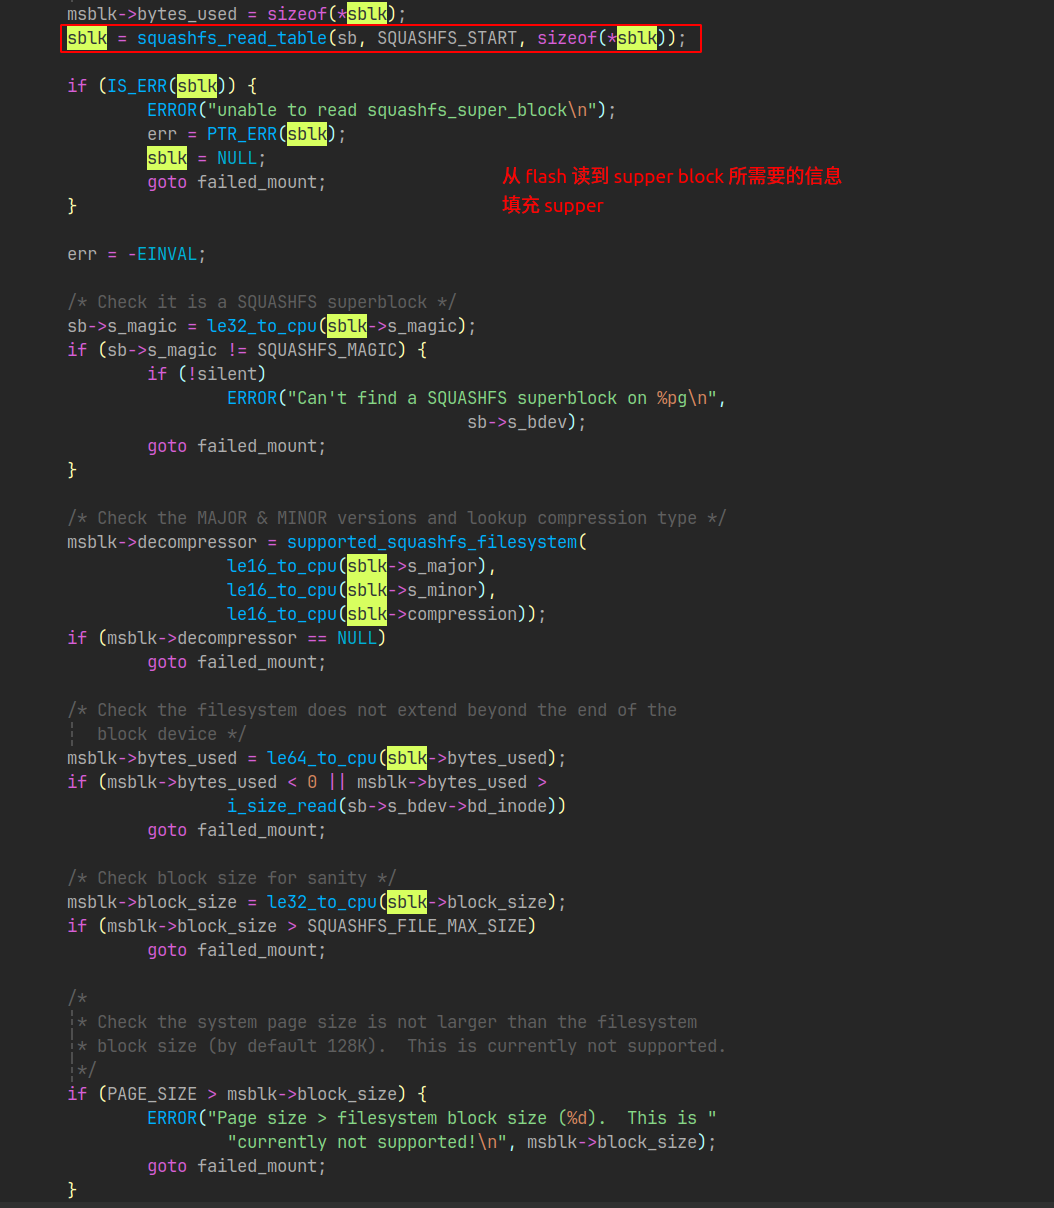 msblk->bytes_used = sizeof(*sblk);
sblk = squashfs_read_table(sb, SQUASHFS_START, sizeof(*sblk));
if (IS_ERR(sblk)) {
ERROR("unable to read squashfs_super_block\n");
err = PTR_ERR(sblk);
sblk = NULL;
goto failed_mount;
}
从 flash 读到 supper block 所需要的信息
填充 supper
err = -EINVAL;
/* Check it is a SQUASHFS superblock */
sb->s_magic = le32_to_cpu(sblk->s_magic);
if (sb->s_magic != SQUASHFS_MAGIC) {
if (!silent)
ERROR("Can't find a SQUASHFS superblock on %pg\n",
sb->s_bdev);
goto failed_mount;
}
/* Check the MAJOR & MINOR versions and lookup compression type */
msblk->decompressor = supported_squashfs_filesystem(
le16_to_cpu(sblk->s_major),
le16_to_cpu(sblk->s_minor),
le16_to_cpu(sblk->compression));
if (msblk->decompressor == NULL)
goto failed_mount;
/* Check the filesystem does not extend beyond the end of the
block device */
msblk->bytes_used = le64_to_cpu(sblk->bytes_used);
if (msblk->bytes_used < 0 || msblk->bytes_used >
i_size_read(sb->s_bdev->bd_inode))
goto failed_mount;
/* Check block size for sanity */
msblk->block_size = le32_to_cpu(sblk->block_size);
if (msblk->block_size > SQUASHFS_FILE_MAX_SIZE)
goto failed_mount;
/*
* Check the system page size is not larger than the filesystem
* block size (by default 128K).  This is currently not supported.
*/
if (PAGE_SIZE > msblk->block_size) {
ERROR("Page size > filesystem block size (%d).  This is "
"currently not supported!\n", msblk->block_size);
goto failed_mount;
}